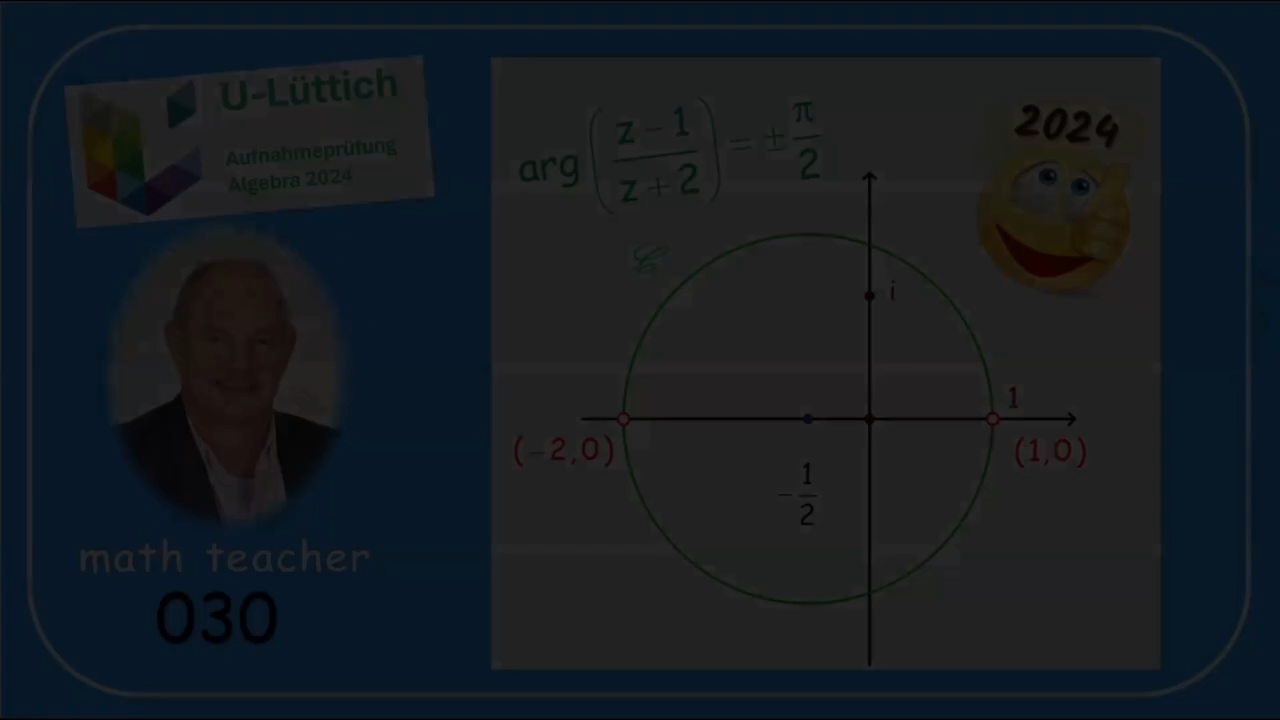 U-Lüttich
Aufnahmeprüfung
Algebra 2024
math teacher
030
arg((z-1)/(z+2)) = ±π/2
2024
i
1
(-2,0)
(1,0)
-1/2